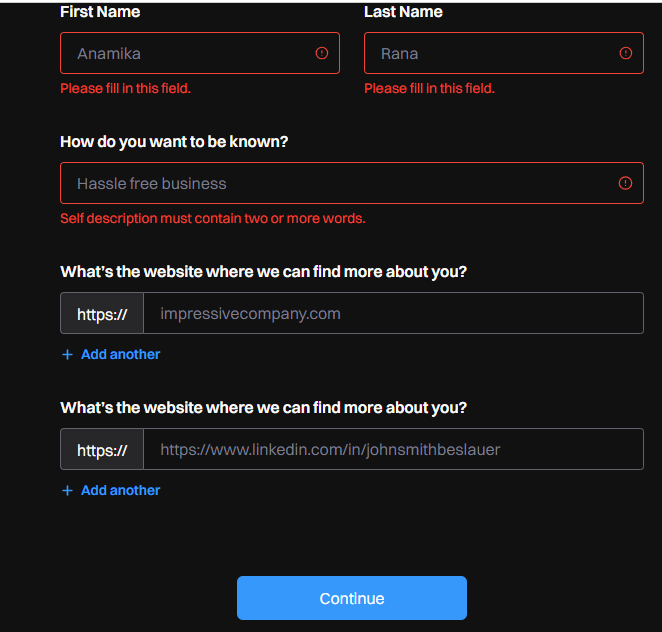 First Name Last Name
Anamika Rana
Please fill in this field. Please fill in this field.
How do you want to be known?
Hassle free business
Self description must contain two or more words.
What's the website where we can find more about you?
https:// impressivecompany.com
+ Add another
What's the website where we can find more about you?
https:// https://www.linkedin.com/in/johnsmithbeslauer
+ Add another
Continue